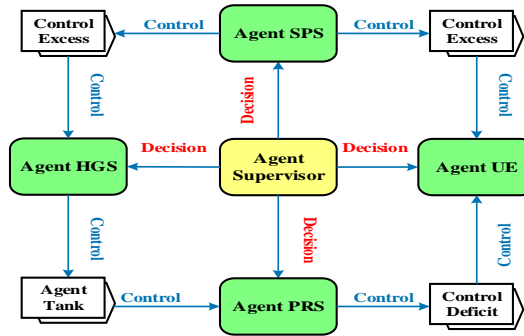 Control
Excess
Control
Agent SPS
Control
Control
Excess
Control
Decision
Control
Agent HGS
Decision
Agent
Supervisor
Decision
Agent UE
Control
Decision
Control
Agent
Tank
Control
Agent PRS
Control
Control
Deficit